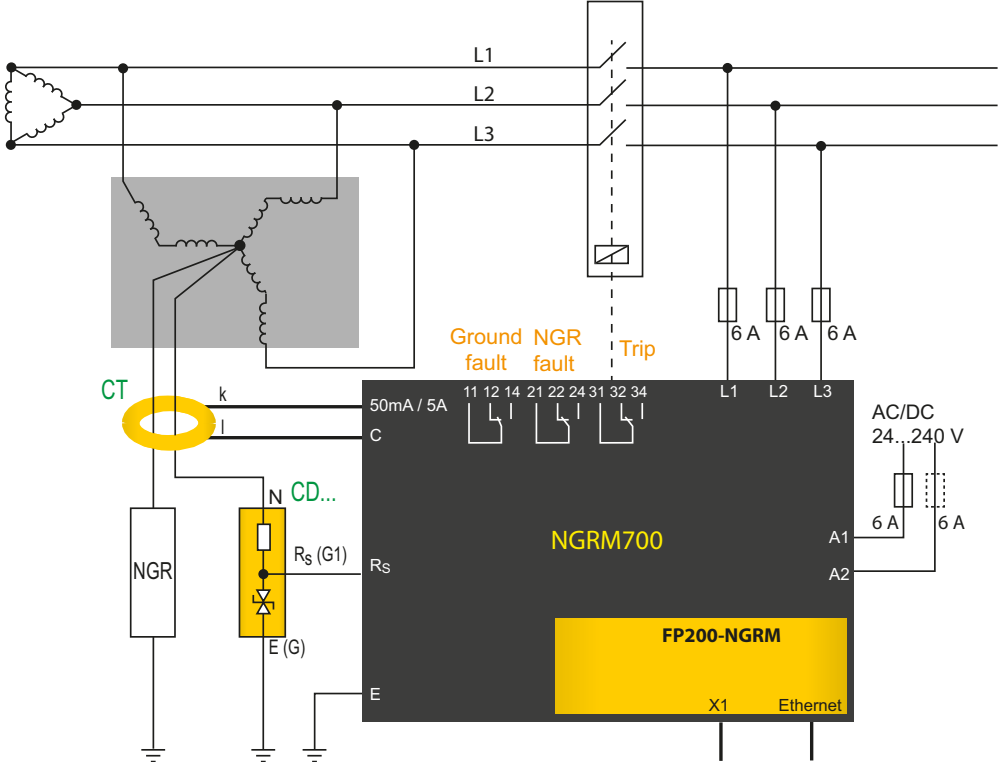 L1
L2
L3
6 A
6 A
6 A
Ground fault
NGR fault
Trip
CT
k
l
50mA / 5A
C
11 12 14 21 22 24 31 32 34
L1 L2 L3
AC/DC
24...240 V
6 A
6 A
N
CD...
RS (G1)
RS
NGR
E (G)
E
NGRM700
A1
A2
FP200-NGRM
X1
Ethernet